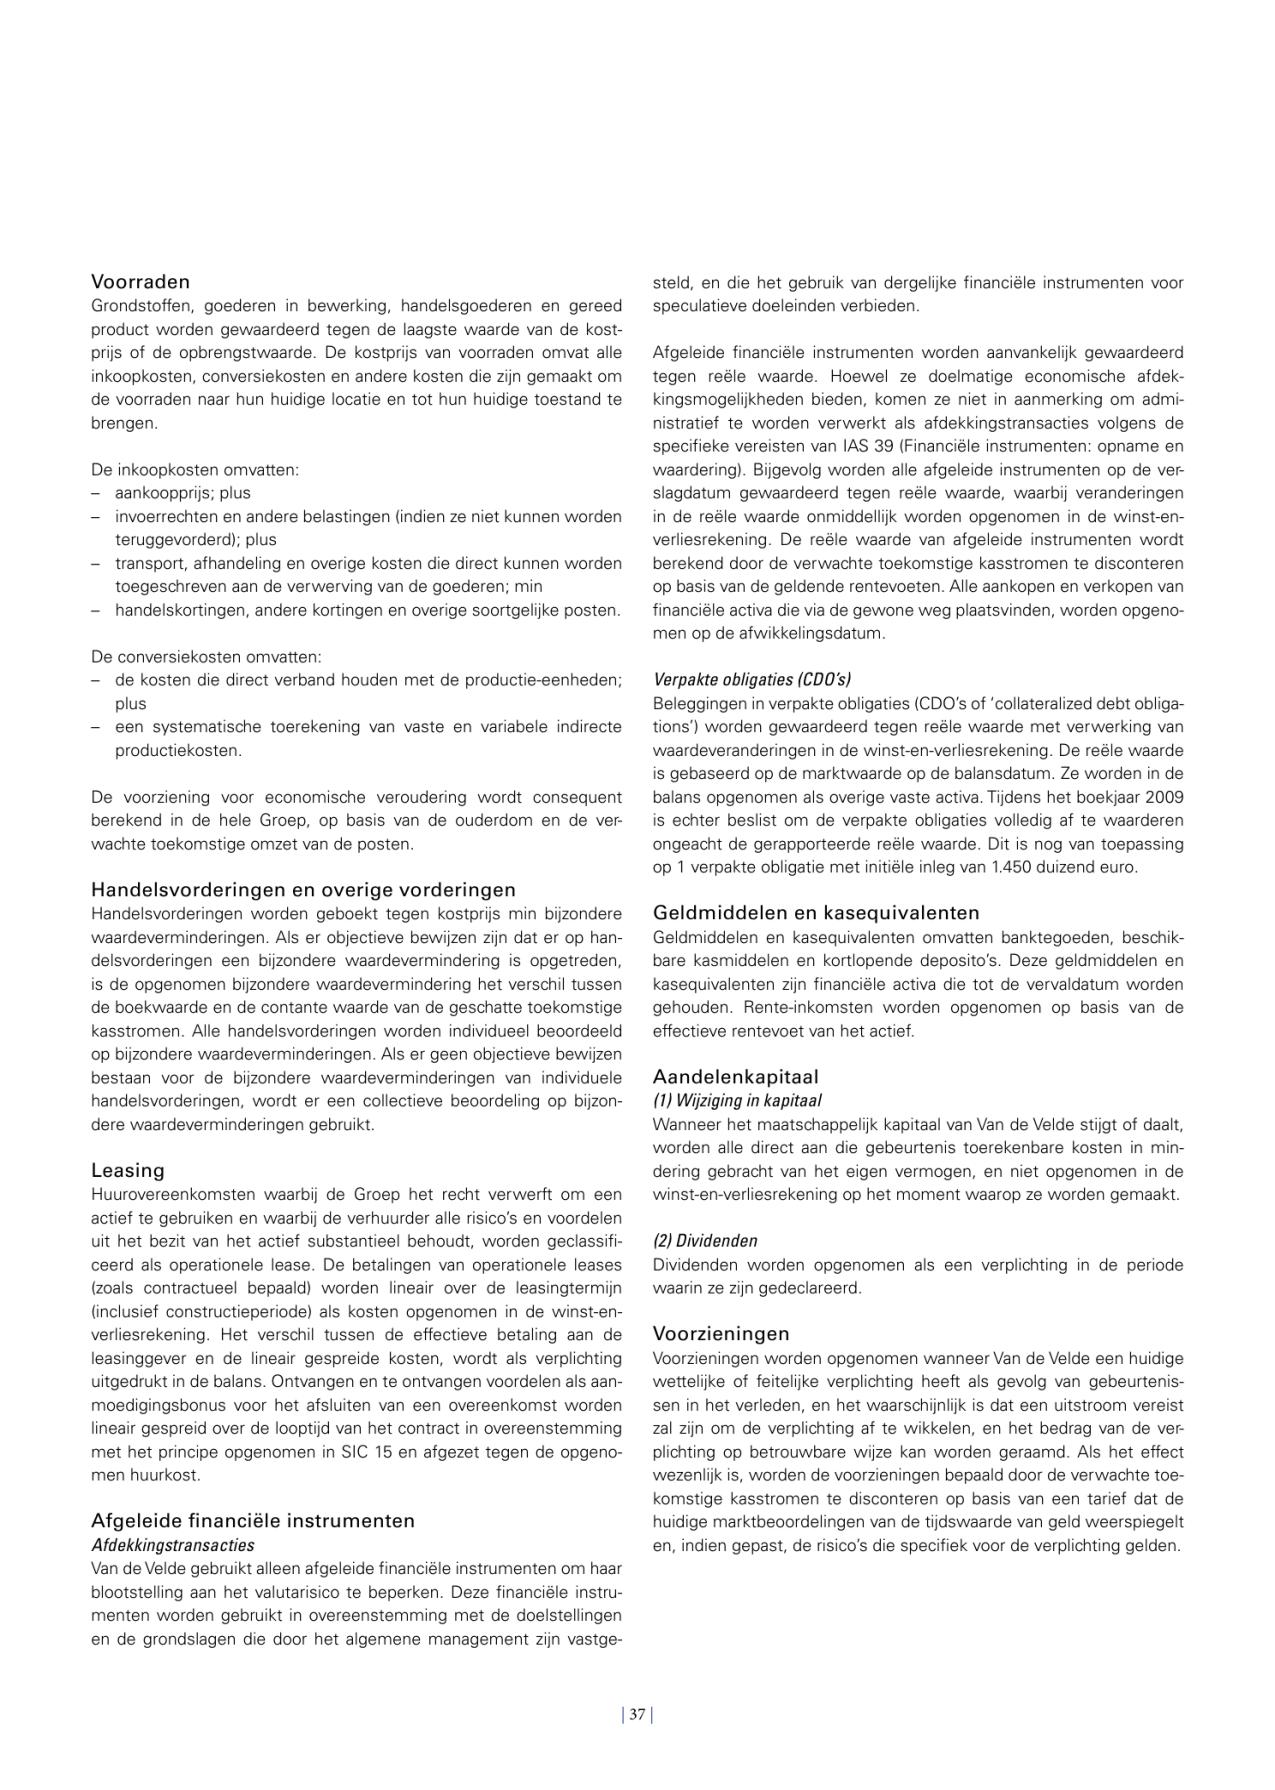 Voorraden
Grondstoffen, goederen in bewerking, handelsgoederen en gereed
product worden gewaardeerd tegen de laagste waarde van de kost-
prijs of de opbrengstwaarde. De kostprijs van voorraden omvat alle
inkoopkosten, conversiekosten en andere kosten die zijn gemaakt om
de voorraden naar hun huidige locatie en tot hun huidige toestand te
brengen.
De inkoopkosten omvatten:
– aankoopprijs; plus
– invoerrechten en andere belastingen (indien ze niet kunnen worden
teruggevorderd); plus
– transport, afhandeling en overige kosten die direct kunnen worden
toegeschreven aan de verwerving van de goederen; min
– handelskortingen, andere kortingen en overige soortgelijke posten.
De conversiekosten omvatten:
– de kosten die direct verband houden met de productie-eenheden;
plus
– een systematische toerekening van vaste en variabele indirecte
productiekosten.
De voorziening voor economische veroudering wordt consequent
berekend in de hele Groep, op basis van de ouderdom en de ver-
wachte toekomstige omzet van de posten.
Handelsvorderingen en overige vorderingen
Handelsvorderingen worden geboekt tegen kostprijs min bijzondere
waardeverminderingen. Als er objectieve bewijzen zijn dat er op han-
delsvorderingen een bijzondere waardevermindering is opgetreden,
is de opgenomen bijzondere waardevermindering het verschil tussen
de boekwaarde en de contante waarde van de geschatte toekomstige
kasstromen. Alle handelsvorderingen worden individueel beoordeeld
op bijzondere waardeverminderingen. Als er geen objectieve bewijzen
bestaan voor de bijzondere waardeverminderingen van individuele
handelsvorderingen, wordt er een collectieve beoordeling op bijzon-
dere waardeverminderingen gebruikt.
Leasing
Huurovereenkomsten waarbij de Groep het recht verwerft om een
actief te gebruiken en waarbij de verhuurder alle risico’s en voordelen
uit het bezit van het actief substantieel behoudt, worden geclassifi-
ceerd als operationele lease. De betalingen van operationele leases
(zoals contractueel bepaald) worden lineair over de leasingtermijn
(inclusief constructieperiode) als kosten opgenomen in de winst-en-
verliesrekening. Het verschil tussen de effectieve betaling aan de
leasinggever en de lineair gespreide kosten, wordt als verplichting
uitgedrukt in de balans. Ontvangen en te ontvangen voordelen als aan-
moedigingsbonus voor het afsluiten van een overeenkomst worden
lineair gespreid over de looptijd van het contract in overeenstemming
met het principe opgenomen in SIC 15 en afgezet tegen de opgeno-
men huurkost.
Afgeleide financiële instrumenten
Afdekkingstransacties
Van de Velde gebruikt alleen afgeleide financiële instrumenten om haar
blootstelling aan het valutarisico te beperken. Deze financiële instru-
menten worden gebruikt in overeenstemming met de doelstellingen
en de grondslagen die door het algemene management zijn vastge-
steld, en die het gebruik van dergelijke financiële instrumenten voor
speculatieve doeleinden verbieden.
Afgeleide financiële instrumenten worden aanvankelijk gewaardeerd
tegen reële waarde. Hoewel ze doelmatige economische afdek-
kingsmogelijkheden bieden, komen ze niet in aanmerking om admi-
nistratief te worden verwerkt als afdekkingstransacties volgens de
specifieke vereisten van IAS 39 (Financiële instrumenten: opname en
waardering). Bijgevolg worden alle afgeleide instrumenten op de ver-
slagdatum gewaardeerd tegen reële waarde, waarbij veranderingen
in de reële waarde onmiddellijk worden opgenomen in de winst-en-
verliesrekening. De reële waarde van afgeleide instrumenten wordt
berekend door de verwachte toekomstige kasstromen te disconteren
op basis van de geldende rentevoeten. Alle aankopen en verkopen van
financiële activa die via de gewone weg plaatsvinden, worden opgeno-
men op de afwikkelingsdatum.
Verpakte obligaties (CDO’s)
Beleggingen in verpakte obligaties (CDO’s of ‘collateralized debt obliga-
tions’) worden gewaardeerd tegen reële waarde met verwerking van
waardeveranderingen in de winst-en-verliesrekening. De reële waarde
is gebaseerd op de marktwaarde op de balansdatum. Ze worden in de
balans opgenomen als overige vaste activa. Tijdens het boekjaar 2009
is echter beslist om de verpakte obligaties volledig af te waarderen
ongeacht de gerapporteerde reële waarde. Dit is nog van toepassing
op 1 verpakte obligatie met initiële inleg van 1.450 duizend euro.
Geldmiddelen en kasequivalenten
Geldmiddelen en kasequivalenten omvatten banktegoeden, beschik-
bare kasmiddelen en kortlopende deposito’s. Deze geldmiddelen en
kasequivalenten zijn financiële activa die tot de vervaldatum worden
gehouden. Rente-inkomsten worden opgenomen op basis van de
effectieve rentevoet van het actief.
Aandelenkapitaal
(1) Wijziging in kapitaal
Wanneer het maatschappelijk kapitaal van Van de Velde stijgt of daalt,
worden alle direct aan die gebeurtenis toerekenbare kosten in min-
dering gebracht van het eigen vermogen, en niet opgenomen in de
winst-en-verliesrekening op het moment waarop ze worden gemaakt.
(2) Dividenden
Dividenden worden opgenomen als een verplichting in de periode
waarin ze zijn gedeclareerd.
Voorzieningen
Voorzieningen worden opgenomen wanneer Van de Velde een huidige
wettelijke of feitelijke verplichting heeft als gevolg van gebeurtenis-
sen in het verleden, en het waarschijnlijk is dat een uitstroom vereist
zal zijn om de verplichting af te wikkelen, en het bedrag van de ver-
plichting op betrouwbare wijze kan worden geraamd. Als het effect
wezenlijk is, worden de voorzieningen bepaald door de verwachte toe-
komstige kasstromen te disconteren op basis van een tarief dat de
huidige marktbeoordelingen van de tijdswaarde van geld weerspiegelt
en, indien gepast, de risico’s die specifiek voor de verplichting gelden.
| 37 |